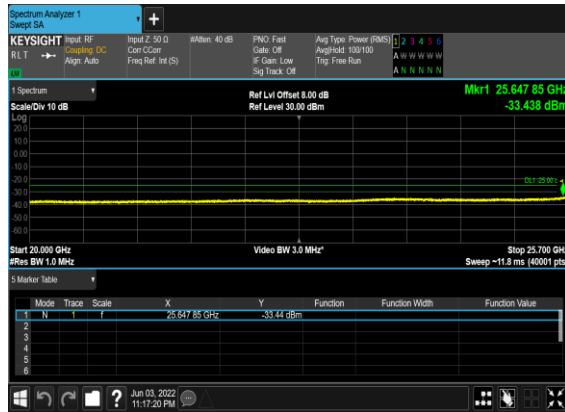 Spectrum Analyzer 1
Swept SA
+
KEYSIGHT Input: RF Input Z: 50 Ω #Atten: 40 dB PNO: Fast Avg Type: Power (RMS) 1 2 3 4 5 6
RLT Coupling: DC Corr CCorr Gate: Off Avg|Hold: 100/100 A W W W W W
Align: Auto Freq Ref: Int (S) IF Gain: Low Trig: Free Run
LW Sig Track: Off A N N N N N
1 Spectrum Ref Lvl Offset 8.00 dB Mkr1 25.647 85 GHz
Scale/Div 10 dB Ref Level 30.00 dBm -33.438 dBm
Log
20.0
10.0
0.00
-10.0
-20.0
DL1 -25.00
-30.0
-40.0
-50.0
-60.0
Start 20.000 GHz Video BW 3.0 MHz* Stop 25.700 GHz
#Res BW 1.0 MHz Sweep ~11.8 ms (40001 pts)
5 Marker Table
Mode Trace Scale X Y Function Function Width Function Value
1 N 1 f 25.647 85 GHz -33.44 dBm
2
3
4
5
6
? Jun 03, 2022
11:17:20 PM